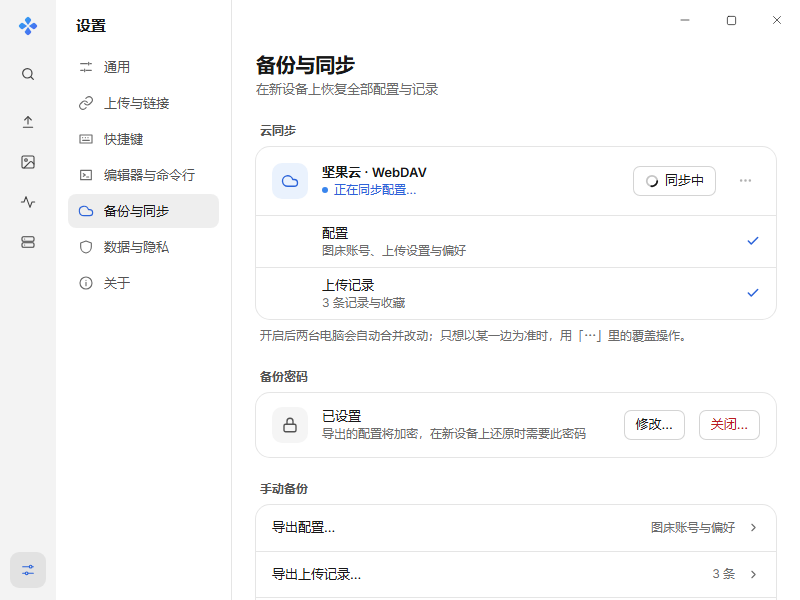 设置
通用
上传与链接
快捷键
编辑器与命令行
备份与同步
数据与隐私
关于
备份与同步
在新设备上恢复全部配置与记录
云同步
坚果云 · WebDAV
正在同步配置...
同步中
配置
图床账号、上传设置与偏好
上传记录
3 条记录与收藏
开启后两台电脑会自动合并改动；只想以某一边为准时，用「···」里的覆盖操作。
备份密码
已设置
导出的配置将加密，在新设备上还原时需要此密码
修改...
关闭...
手动备份
导出配置...
图床账号与偏好
导出上传记录...
3 条